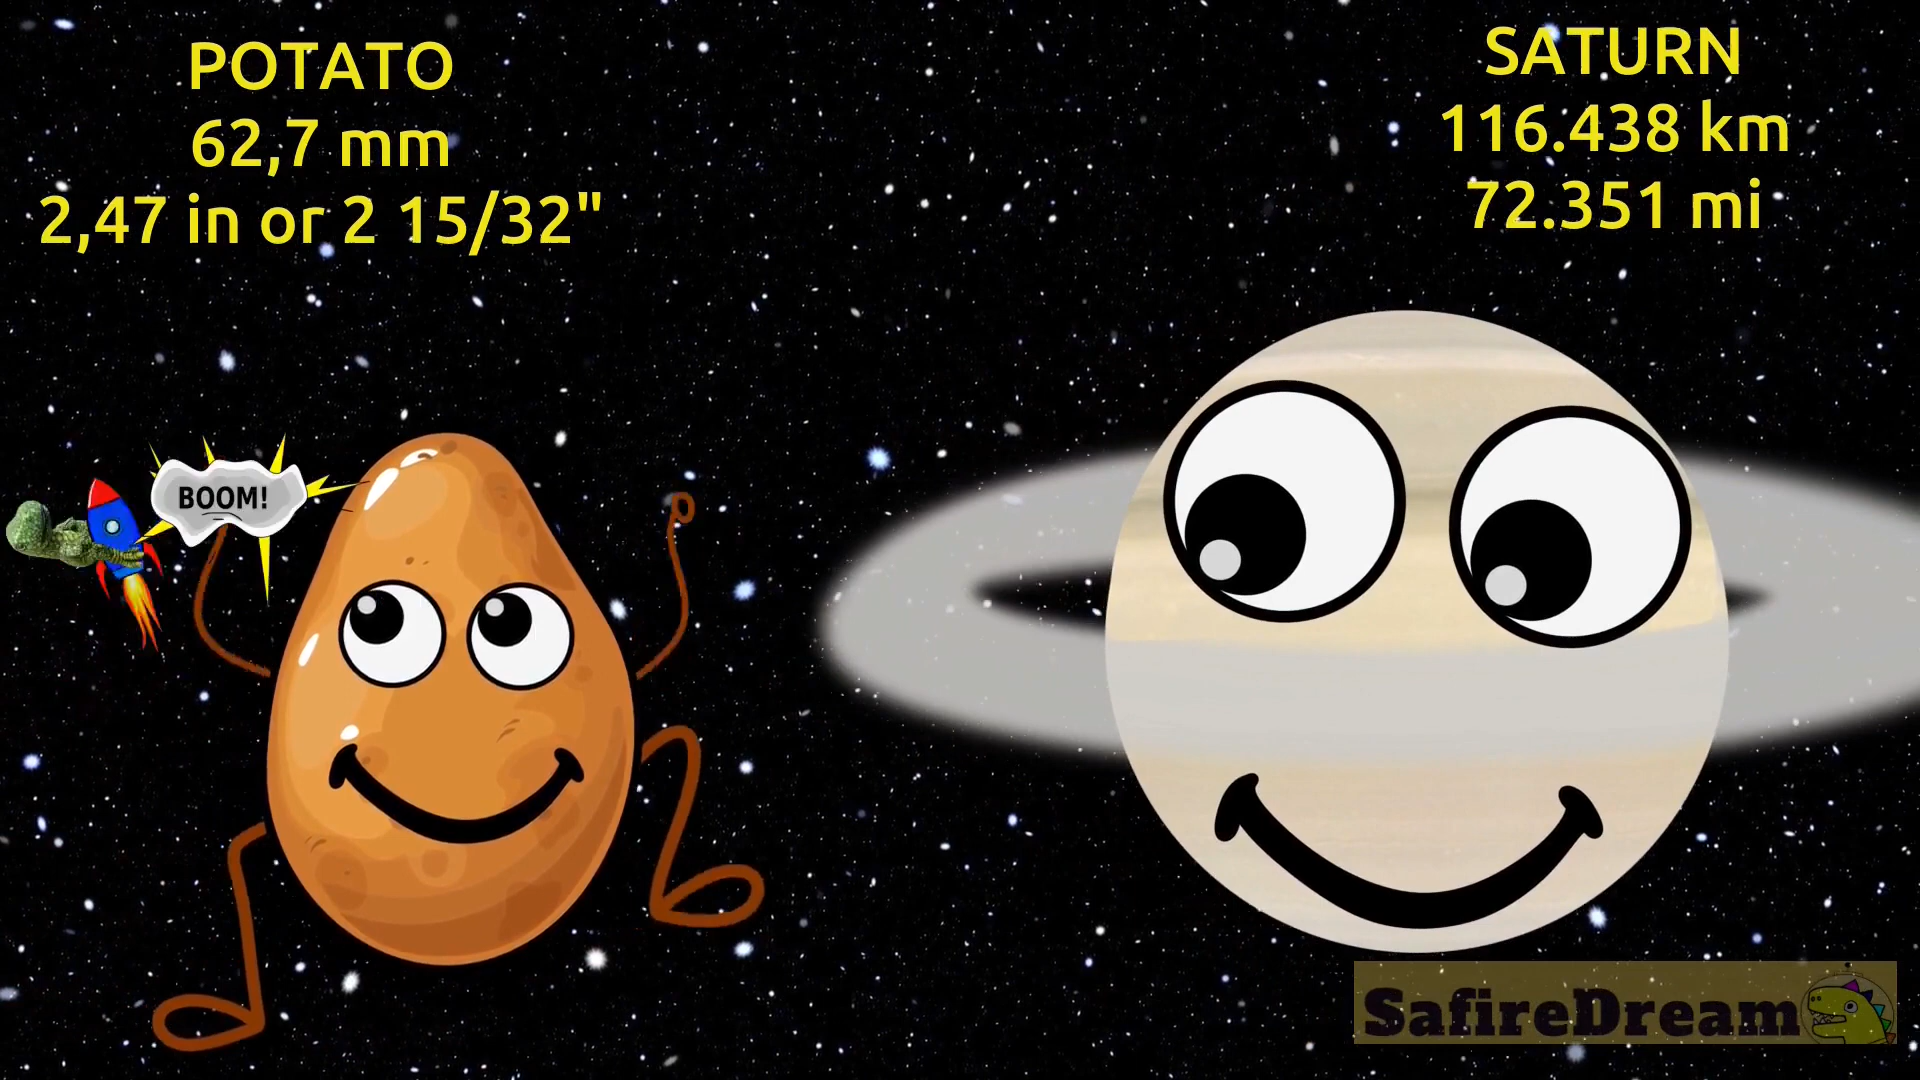 POTATO
62,7 mm
2,47 in or 2 15/32"
SATURN
116.438 km
72.351 mi
BOOM!
SafireDream